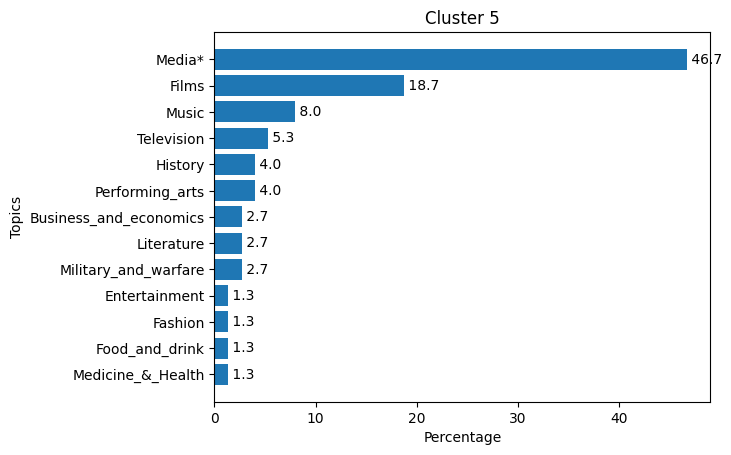 Cluster 5
Topics
Media* 46.7
Films 18.7
Music 8.0
Television 5.3
History 4.0
Performing_arts 4.0
Business_and_economics 2.7
Literature 2.7
Military_and_warfare 2.7
Entertainment 1.3
Fashion 1.3
Food_and_drink 1.3
Medicine_&_Health 1.3
0 10 20 30 40
Percentage